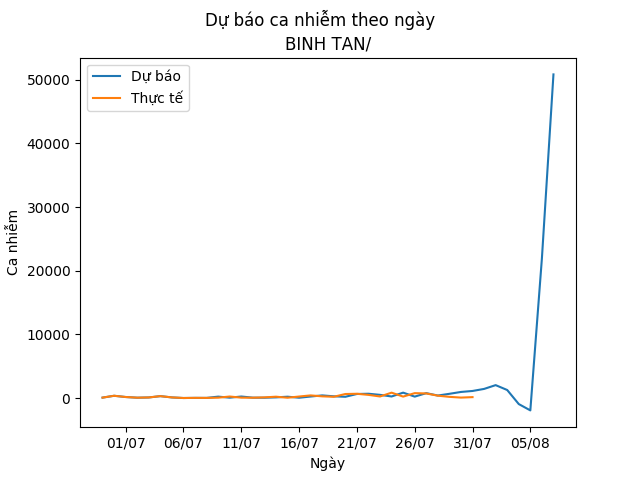 Dự báo ca nhiễm theo ngày
BINH TAN/
Dự báo
Thực tế
50000
40000
30000
20000
10000
0
Ca nhiễm
01/07 06/07 11/07 16/07 21/07 26/07 31/07 05/08
Ngày